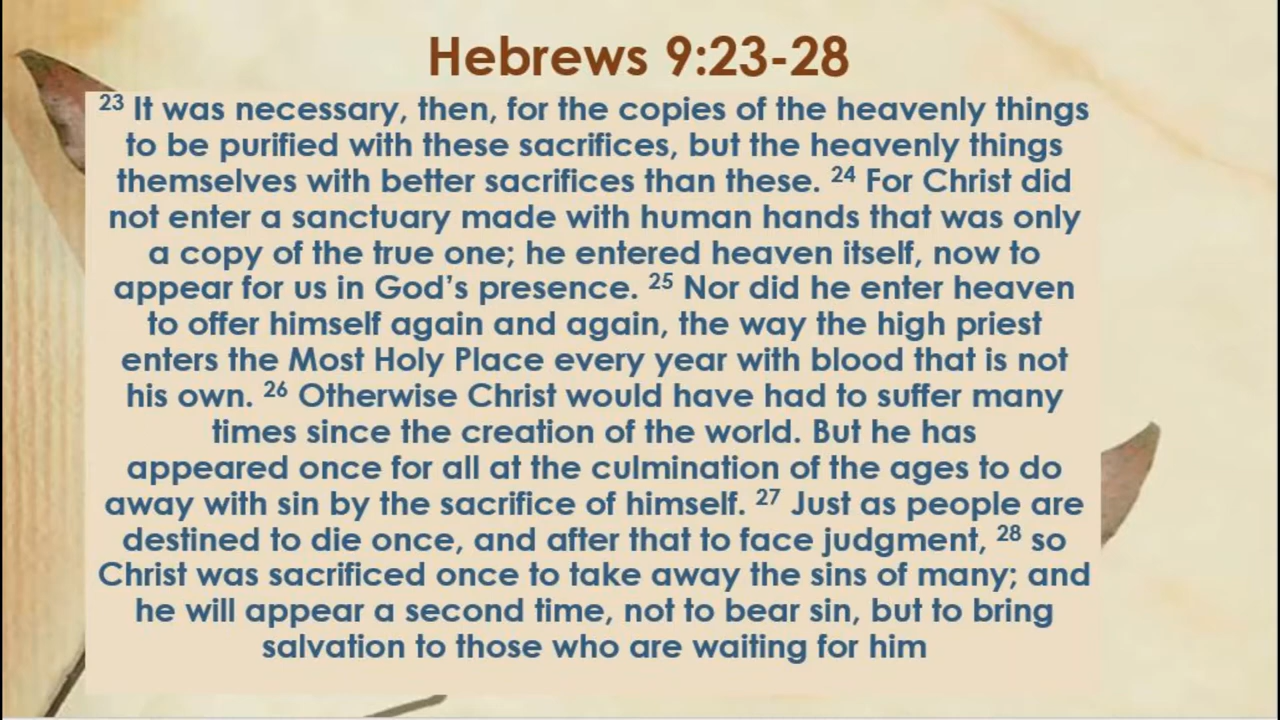 Hebrews 9:23-28
23 It was necessary, then, for the copies of the heavenly things
to be purified with these sacrifices, but the heavenly things
themselves with better sacrifices than these. 24 For Christ did
not enter a sanctuary made with human hands that was only
a copy of the true one; he entered heaven itself, now to
appear for us in God’s presence. 25 Nor did he enter heaven
to offer himself again and again, the way the high priest
enters the Most Holy Place every year with blood that is not
his own. 26 Otherwise Christ would have had to suffer many
times since the creation of the world. But he has
appeared once for all at the culmination of the ages to do
away with sin by the sacrifice of himself. 27 Just as people are
destined to die once, and after that to face judgment, 28 so
Christ was sacrificed once to take away the sins of many; and
he will appear a second time, not to bear sin, but to bring
salvation to those who are waiting for him